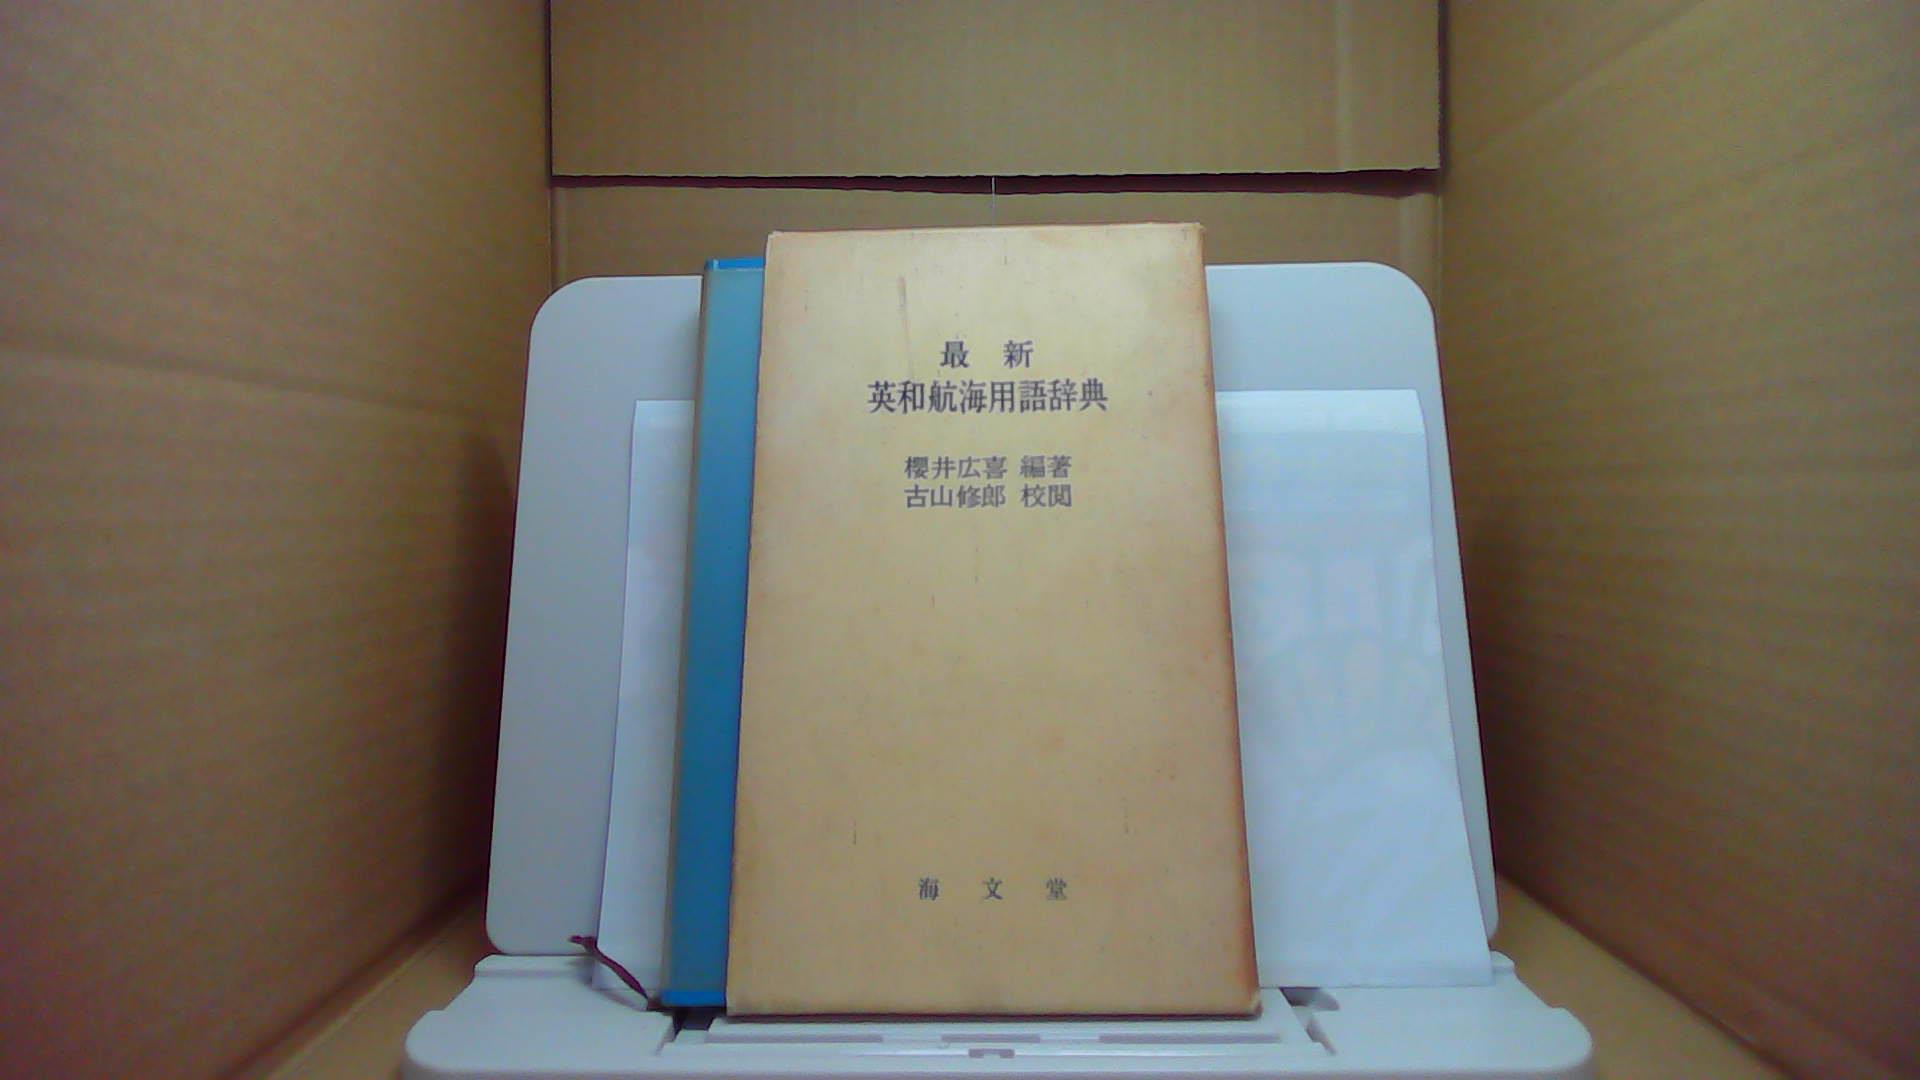 最 新
英和航海用語辞典
櫻井広喜 編著
古山修郎 校閲
海 文 堂